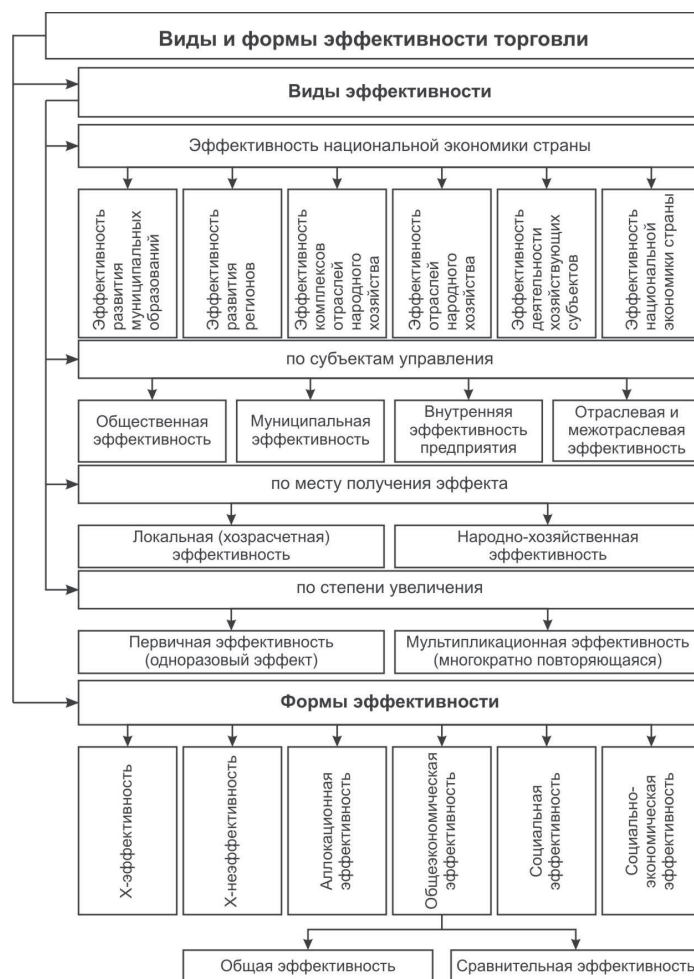 Виды и формы эффективности торговли
Виды эффективности
Эффективность национальной экономики страны
Эффективность
развития
муниципальных
образований
Эффективность
развития
регионов
Эффективность
комплексов
отраслей
народного
хозяйства
Эффективность
отраслей
народного
хозяйства
Эффективность
деятельности
хозяйствующих
субъектов
Эффективность
национальной
экономики страны
по субъектам управления
Общественная
эффективность
Муниципальная
эффективность
Внутренняя
эффективность
предприятия
Отраслевая и
межотраслевая
эффективность
по месту получения эффекта
Локальная (хозрасчетная)
эффективность
Народно-хозяйственная
эффективность
по степени увеличения
Первичная эффективность
(одноразовый эффект)
Мультипликационная эффективность
(многократно повторяющаяся)
Формы эффективности
Х-эффективность
Х-неэффективность
Аллокационная
эффективность
Общеэкономическая
эффективность
Социальная
эффективность
Социально-
экономическая
эффективность
Общая эффективность
Сравнительная эффективность